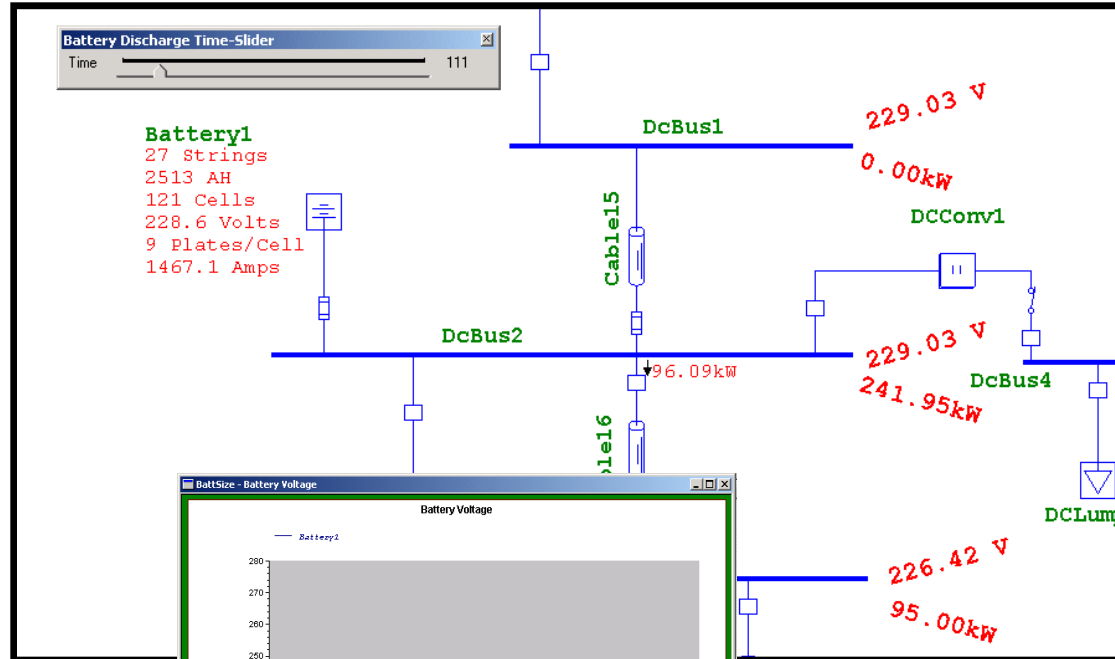 Battery Discharge Time-Slider
Time 111
Battery1
27 Strings
2513 AH
121 Cells
228.6 Volts
9 Plates/Cell
1467.1 Amps
DcBus1
229.03 V
0.00kW
Cable15
DCConv1
DcBus2
229.03 V
241.95kW
96.09kW
DcBus4
ble16
DCLum
BattSize - Battery Voltage
Battery Voltage
Battery1
280
270
260
250
226.42 V
95.00kW